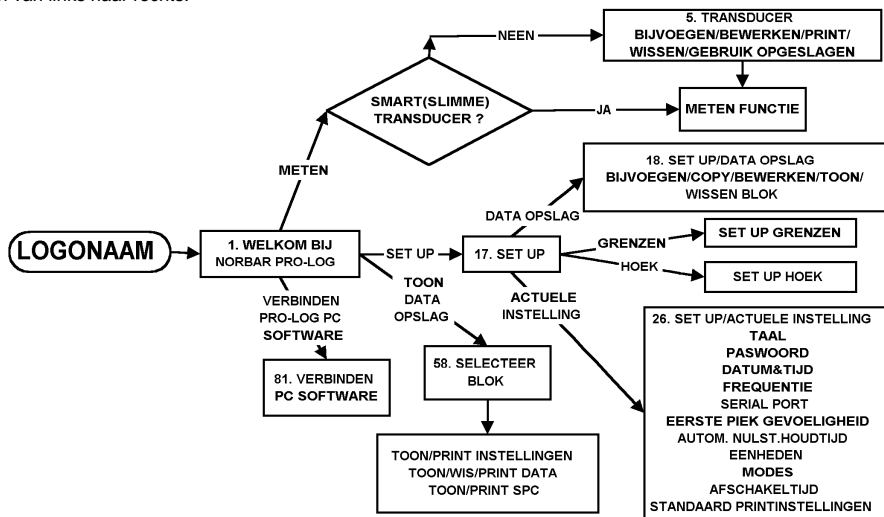 van links naar rechts.
NEEN
5. TRANSDUCER
BIJVOEGEN/BEWERKEN/PRINT/
WISSEN/GEBRUIK OPGESLAGEN
SMART(SLIMME)
TRANSDUCER ?
JA
METEN FUNCTIE
METEN
18. SET UP/DATA OPSLAG
BIJVOEGEN/COPY/BEWERKEN/TOON/
WISSEN BLOK
DATA OPSLAG
LOGONAAM
1. WELKOM BIJ
NORBAR PRO-LOG
SET UP
17. SET UP
GRENZEN
SET UP GRENZEN
HOEK
SET UP HOEK
VERBINDEN
PRO-LOG PC
SOFTWARE
TOON
DATA
OPSLAG
ACTUELE
INSTELLING
81. VERBINDEN
PC SOFTWARE
58. SELECTEER
BLOK
26. SET UP/ACTUELE INSTELLING
TAAL
PASWOORD
DATUM&TIJD
FREQUENTIE
SERIAL PORT
EERSTE PIEK GEVOELIGHEID
AUTOM. NULST.HOUDTIJD
EENHEDEN
MODES
AFSCHAKELTIJD
STANDAARD PRINTINSTELLINGEN
TOON/PRINT INSTELLINGEN
TOON/WIS/PRINT DATA
TOON/PRINT SPC